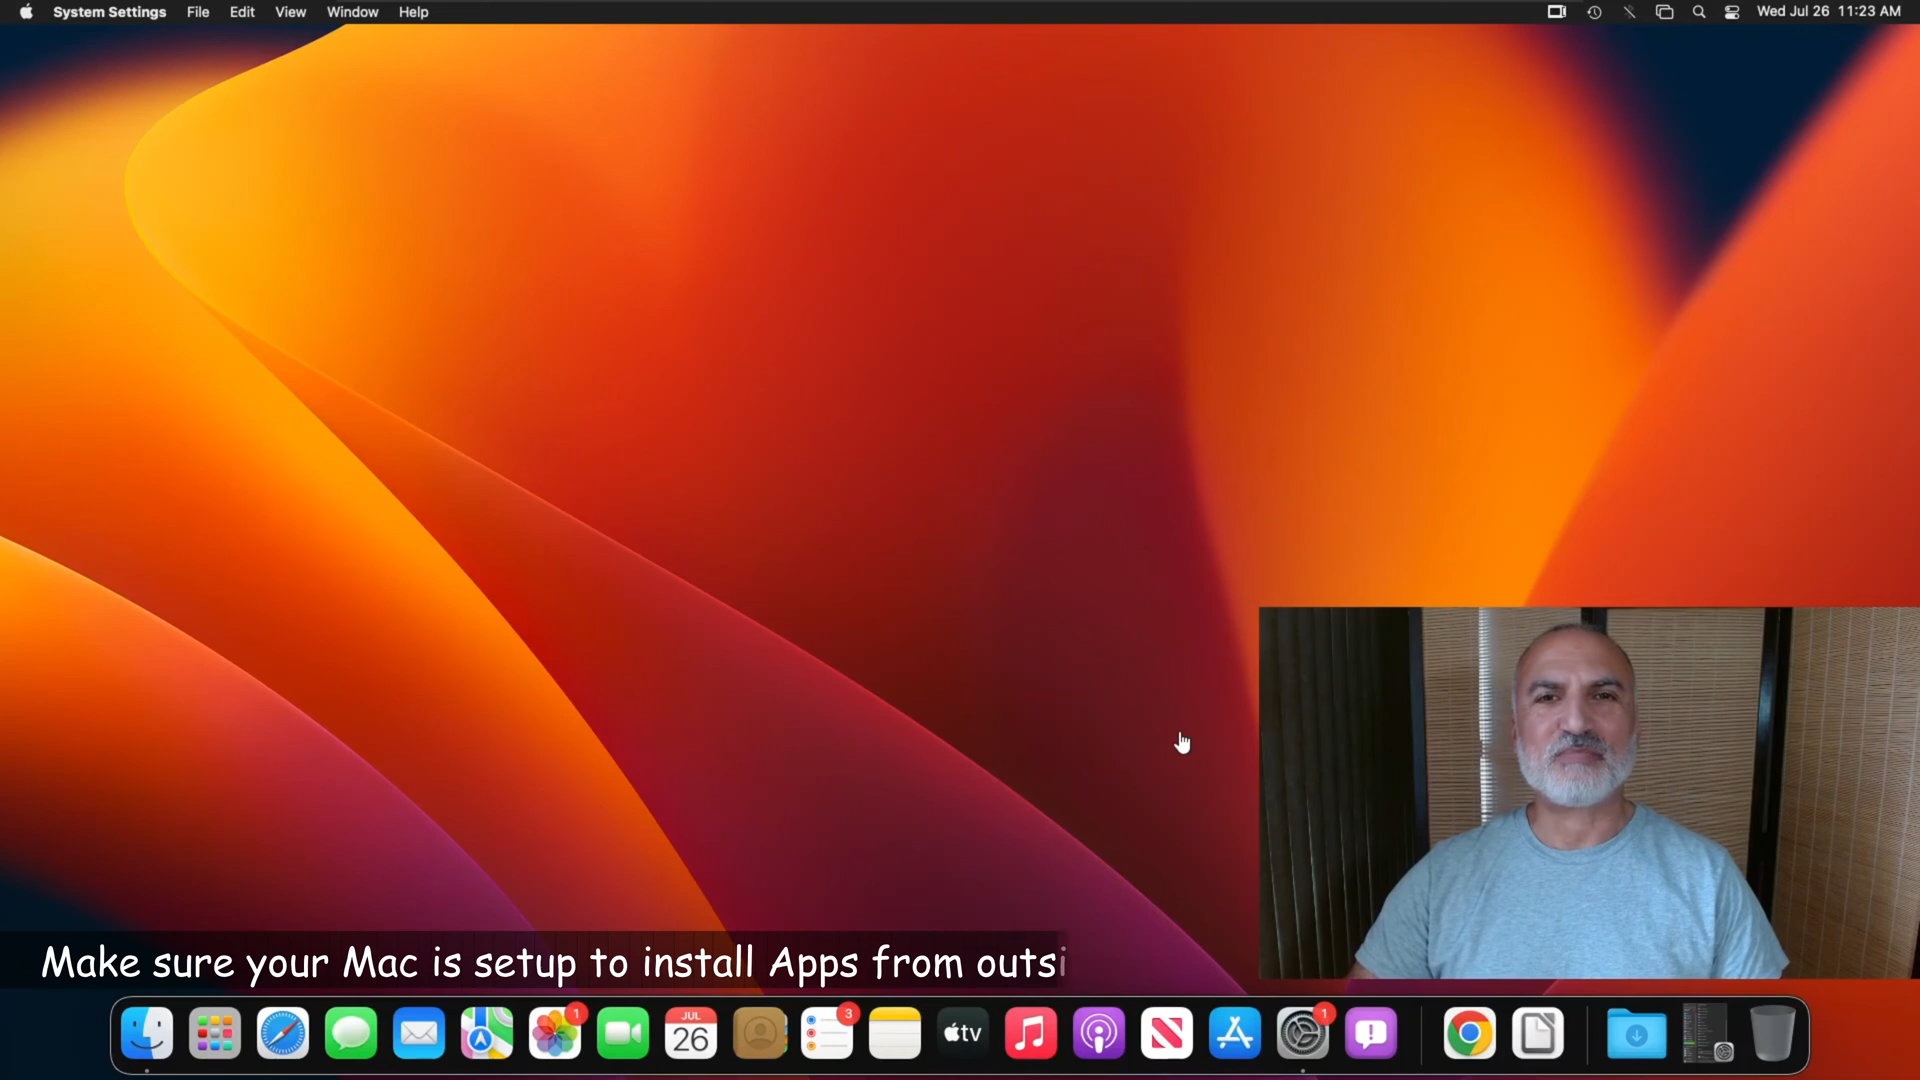 System Settings File Edit View Window Help Wed Jul 26 11:23 AM
Make sure your Mac is setup to install Apps from outsi
1 JUL 26 3 tv 1